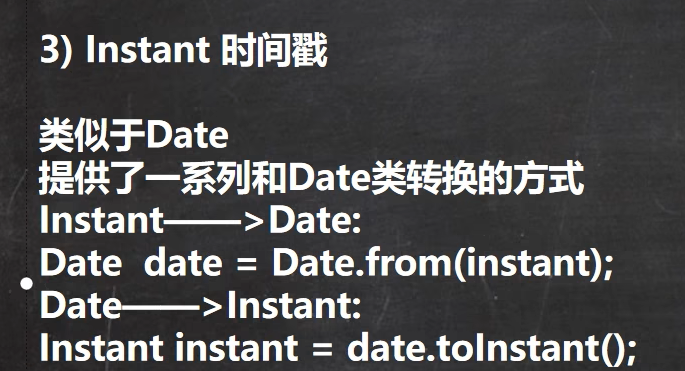 3) Instant 时间戳
类似于Date
提供了一系列和Date类转换的方式
Instant——>Date:
Date  date = Date.from(instant);
Date——>Instant:
Instant instant = date.toInstant();